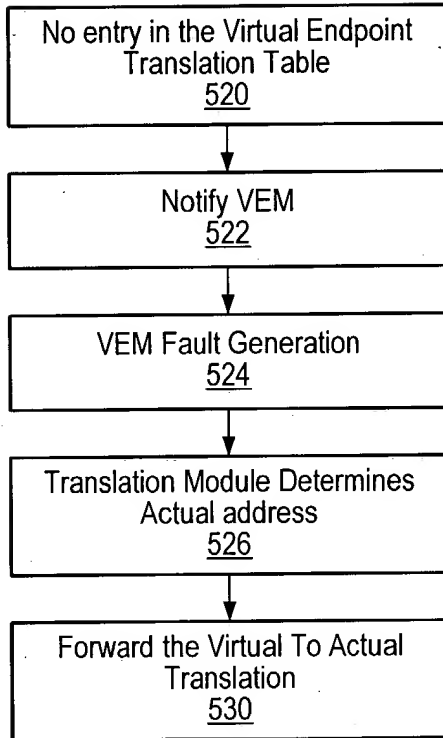 No entry in the Virtual Endpoint
Translation Table
520
Notify VEM
522
VEM Fault Generation
524
Translation Module Determines
Actual address
526
Forward the Virtual To Actual
Translation
530